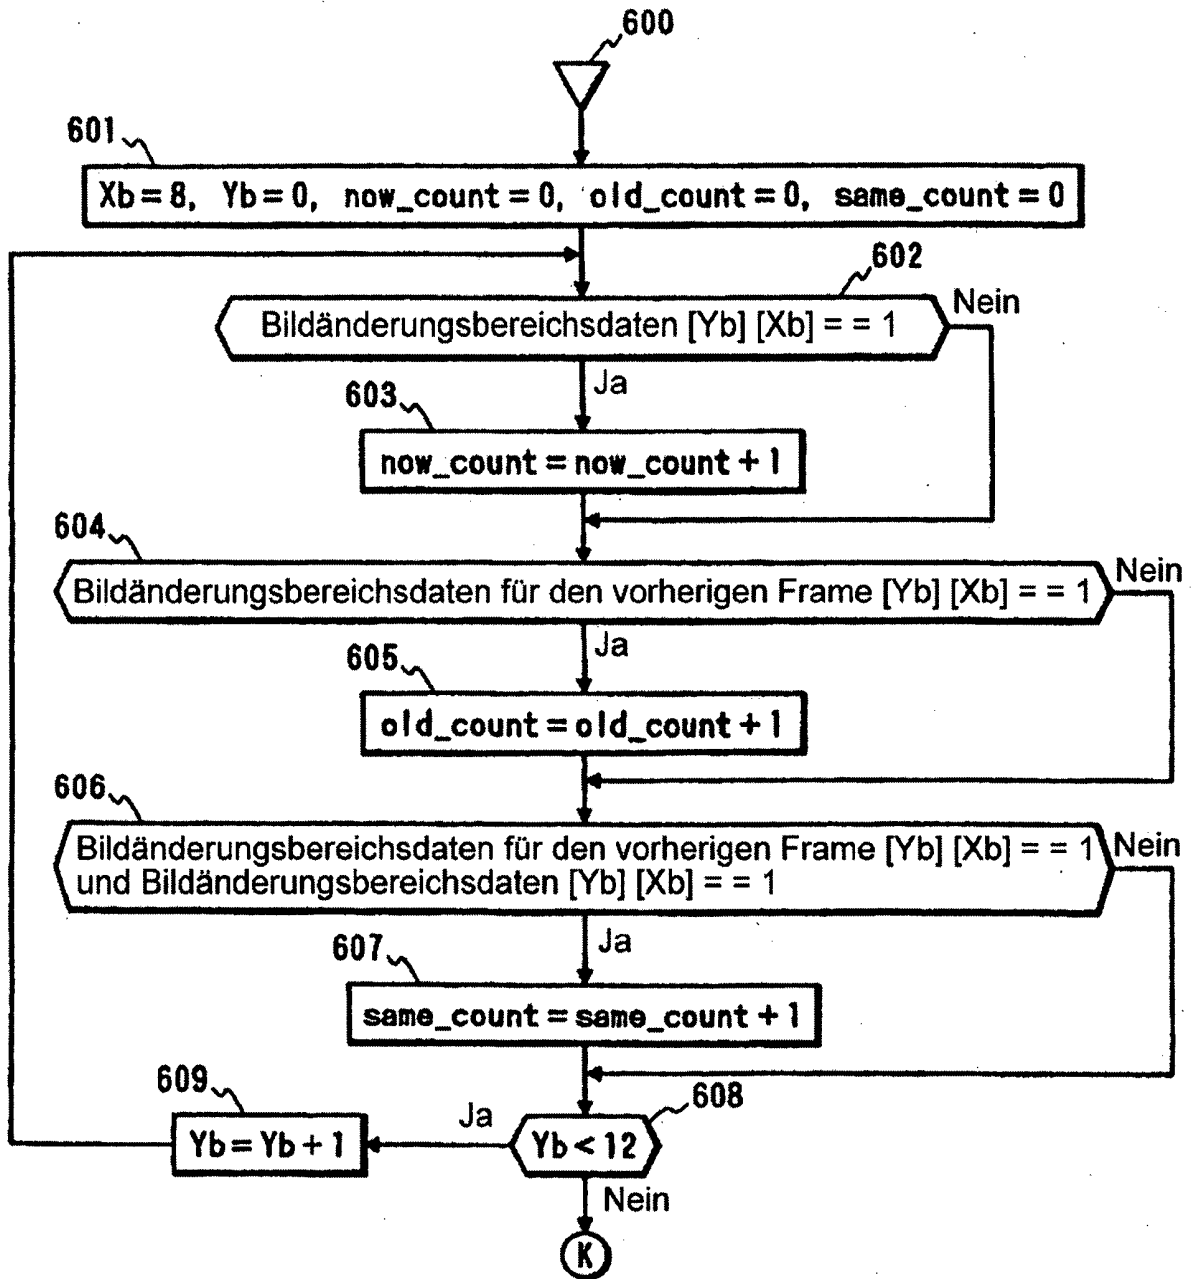 600
601
Xb = 8, Yb = 0, now_count = 0, old_count = 0, same_count = 0
602
Bildänderungsbereichsdaten [Yb] [Xb] = = 1
Nein
Ja
603
now_count = now_count + 1
604
Bildänderungsbereichsdaten für den vorherigen Frame [Yb] [Xb] = = 1
Nein
Ja
605
old_count = old_count + 1
606
Bildänderungsbereichsdaten für den vorherigen Frame [Yb] [Xb] = = 1
und Bildänderungsbereichsdaten [Yb] [Xb] = = 1
Nein
Ja
607
same_count = same_count + 1
608
609
Ja
Yb = Yb + 1
Yb < 12
Nein
K